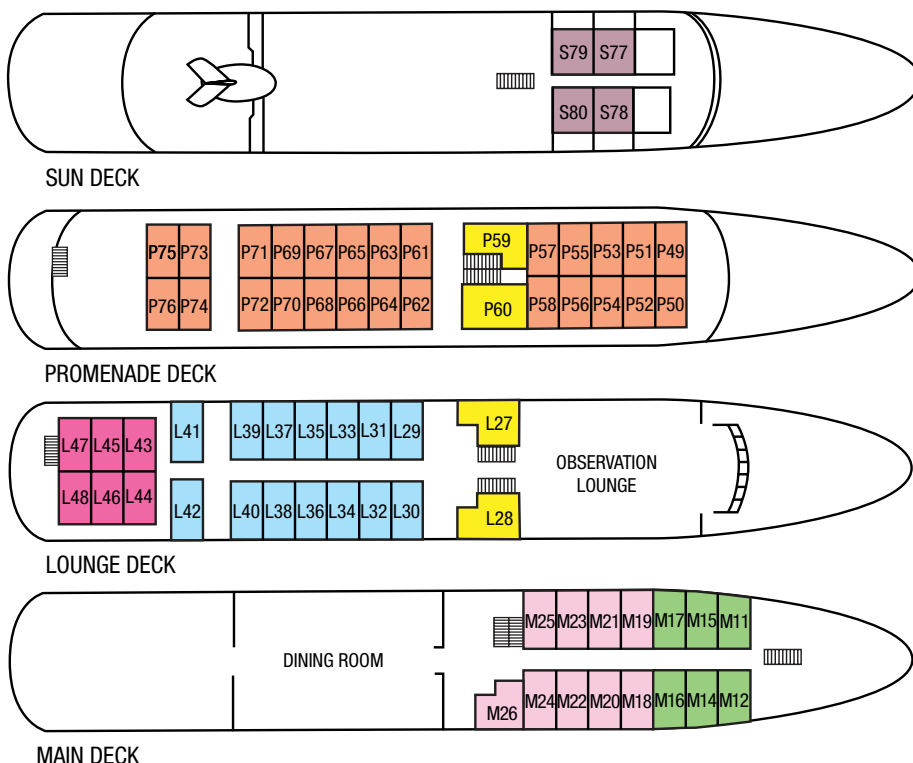 S79 S77
S80 S78
SUN DECK
P75 P73 P71 P69 P67 P65 P63 P61 P59 P57 P55 P53 P51 P49
P76 P74 P72 P70 P68 P66 P64 P62 P60 P58 P56 P54 P52 P50
PROMENADE DECK
L47 L45 L43 L41 L39 L37 L35 L33 L31 L29 L27
OBSERVATION
LOUNGE
L48 L46 L44 L42 L40 L38 L36 L34 L32 L30 L28
LOUNGE DECK
M25 M23 M21 M19 M17 M15 M11
DINING ROOM
M26 M24 M22 M20 M18 M16 M14 M12
MAIN DECK